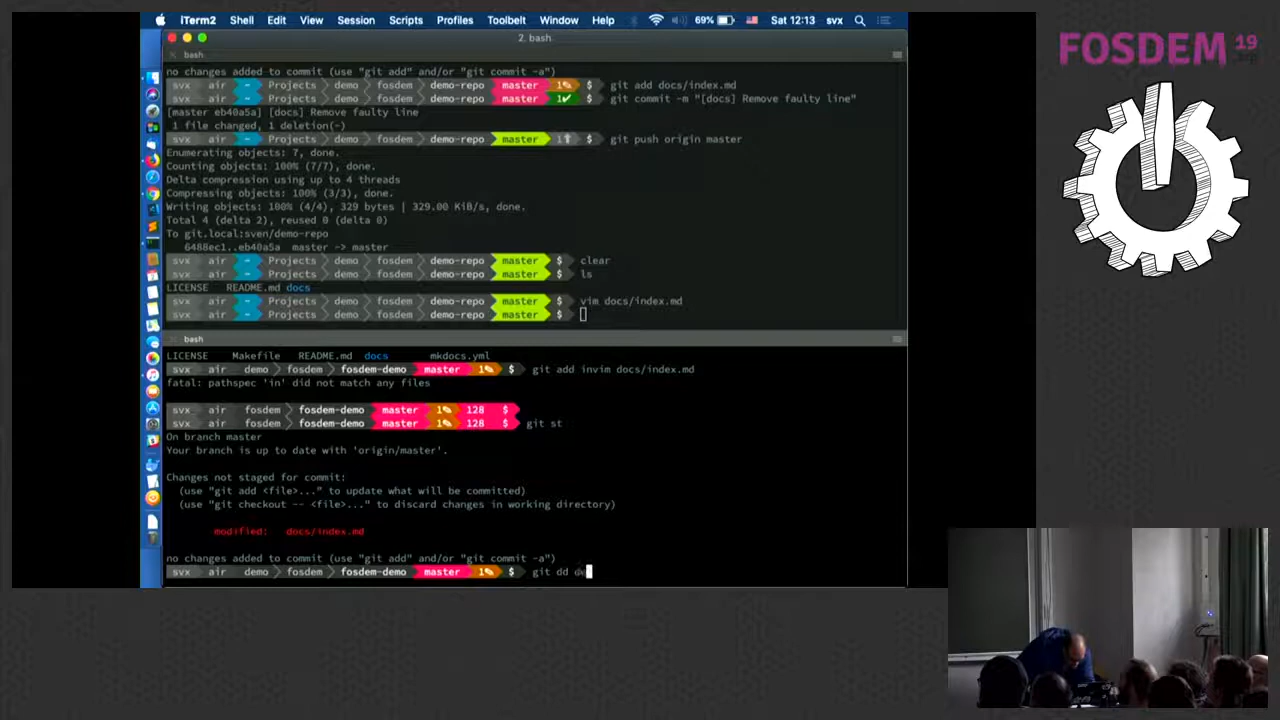 iTerm2 Shell Edit View Session Scripts Profiles Toolbelt Window Help 69% Sat 12:13 svx
2. bash
bash
no changes added to commit (use "git add" and/or "git commit -a")
svx air ~ Projects demo fosdem demo-repo master 1✎ $ git add docs/index.md
svx air ~ Projects demo fosdem demo-repo master 1✔ $ git commit -m "[docs] Remove faulty line"
[master eb40a5a] [docs] Remove faulty line
1 file changed, 1 deletion(-)
svx air ~ Projects demo fosdem demo-repo master 1⬆ $ git push origin master
Enumerating objects: 7, done.
Counting objects: 100% (7/7), done.
Delta compression using up to 4 threads
Compressing objects: 100% (3/3), done.
Writing objects: 100% (4/4), 329 bytes | 329.00 KiB/s, done.
Total 4 (delta 2), reused 0 (delta 0)
To git.local:sven/demo-repo
6488ec1..eb40a5a master -> master
svx air ~ Projects demo fosdem demo-repo master $ clear
svx air ~ Projects demo fosdem demo-repo master $ ls
LICENSE README.md docs
svx air ~ Projects demo fosdem demo-repo master $ vim docs/index.md
svx air ~ Projects demo fosdem demo-repo master $
bash
LICENSE Makefile README.md docs mkdocs.yml
svx air demo fosdem fosdem-demo master 1✎ $ git add invim docs/index.md
fatal: pathspec 'in' did not match any files
svx air fosdem fosdem-demo master 1✎ 128 $
svx air fosdem fosdem-demo master 1✎ 128 $ git st
On branch master
Your branch is up to date with 'origin/master'.
Changes not staged for commit:
(use "git add <file>..." to update what will be committed)
(use "git checkout -- <file>..." to discard changes in working directory)
modified: docs/index.md
no changes added to commit (use "git add" and/or "git commit -a")
svx air demo fosdem fosdem-demo master 1✎ $ git dd de
FOSDEM 19
.org